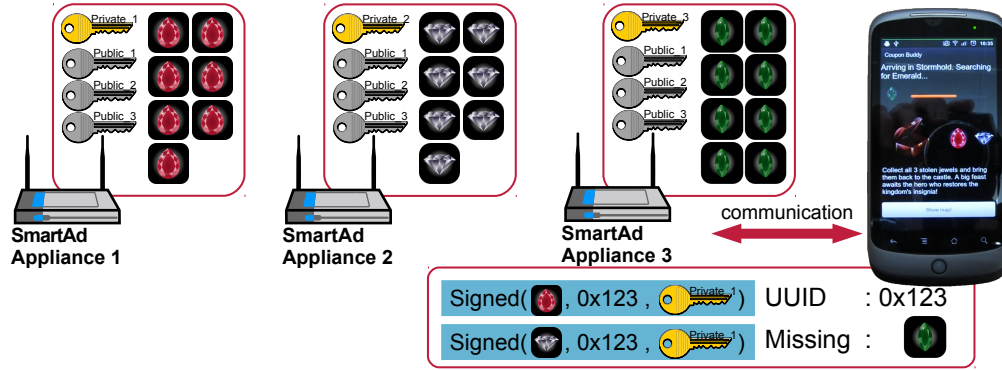 Private_1
Public_1
Public_2
Public_3
SmartAd
Appliance 1
Private_2
Public_1
Public_2
Public_3
SmartAd
Appliance 2
Private_3
Public_1
Public_2
Public_3
SmartAd
Appliance 3
communication
16:35
Coupon Buddy
Arriving in Stormhold. Searching
for Emerald...
Collect all 3 stolen jewels and bring
them back to the castle. A big feast
awaits the hero who restores the
kingdom's insignia!
Show map!
Signed( , 0x123 , Private_1 ) UUID : 0x123
Signed( , 0x123 , Private_1 ) Missing :